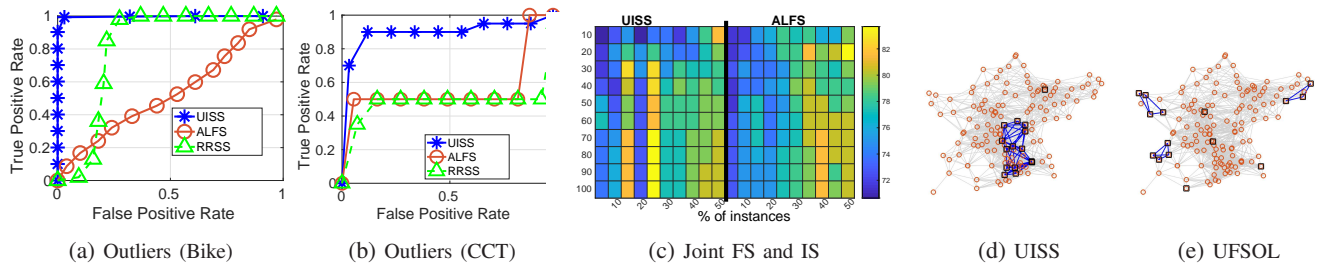 True Positive Rate
1
0.8
0.6
0.4
0.2
0
0
0.5
1
False Positive Rate
UISS
ALFS
RRSS
(a) Outliers (Bike)
True Positive Rate
1
0.8
0.6
0.4
0.2
0
0
0.5
False Positive Rate
UISS
ALFS
RRSS
(b) Outliers (CCT)
UISS ALFS
10
20
30
40
50
60
70
80
90
100
10 20 30 40 50 10 20 30 40 50
% of instances
82
80
78
76
74
72
(c) Joint FS and IS
(d) UISS
(e) UFSOL